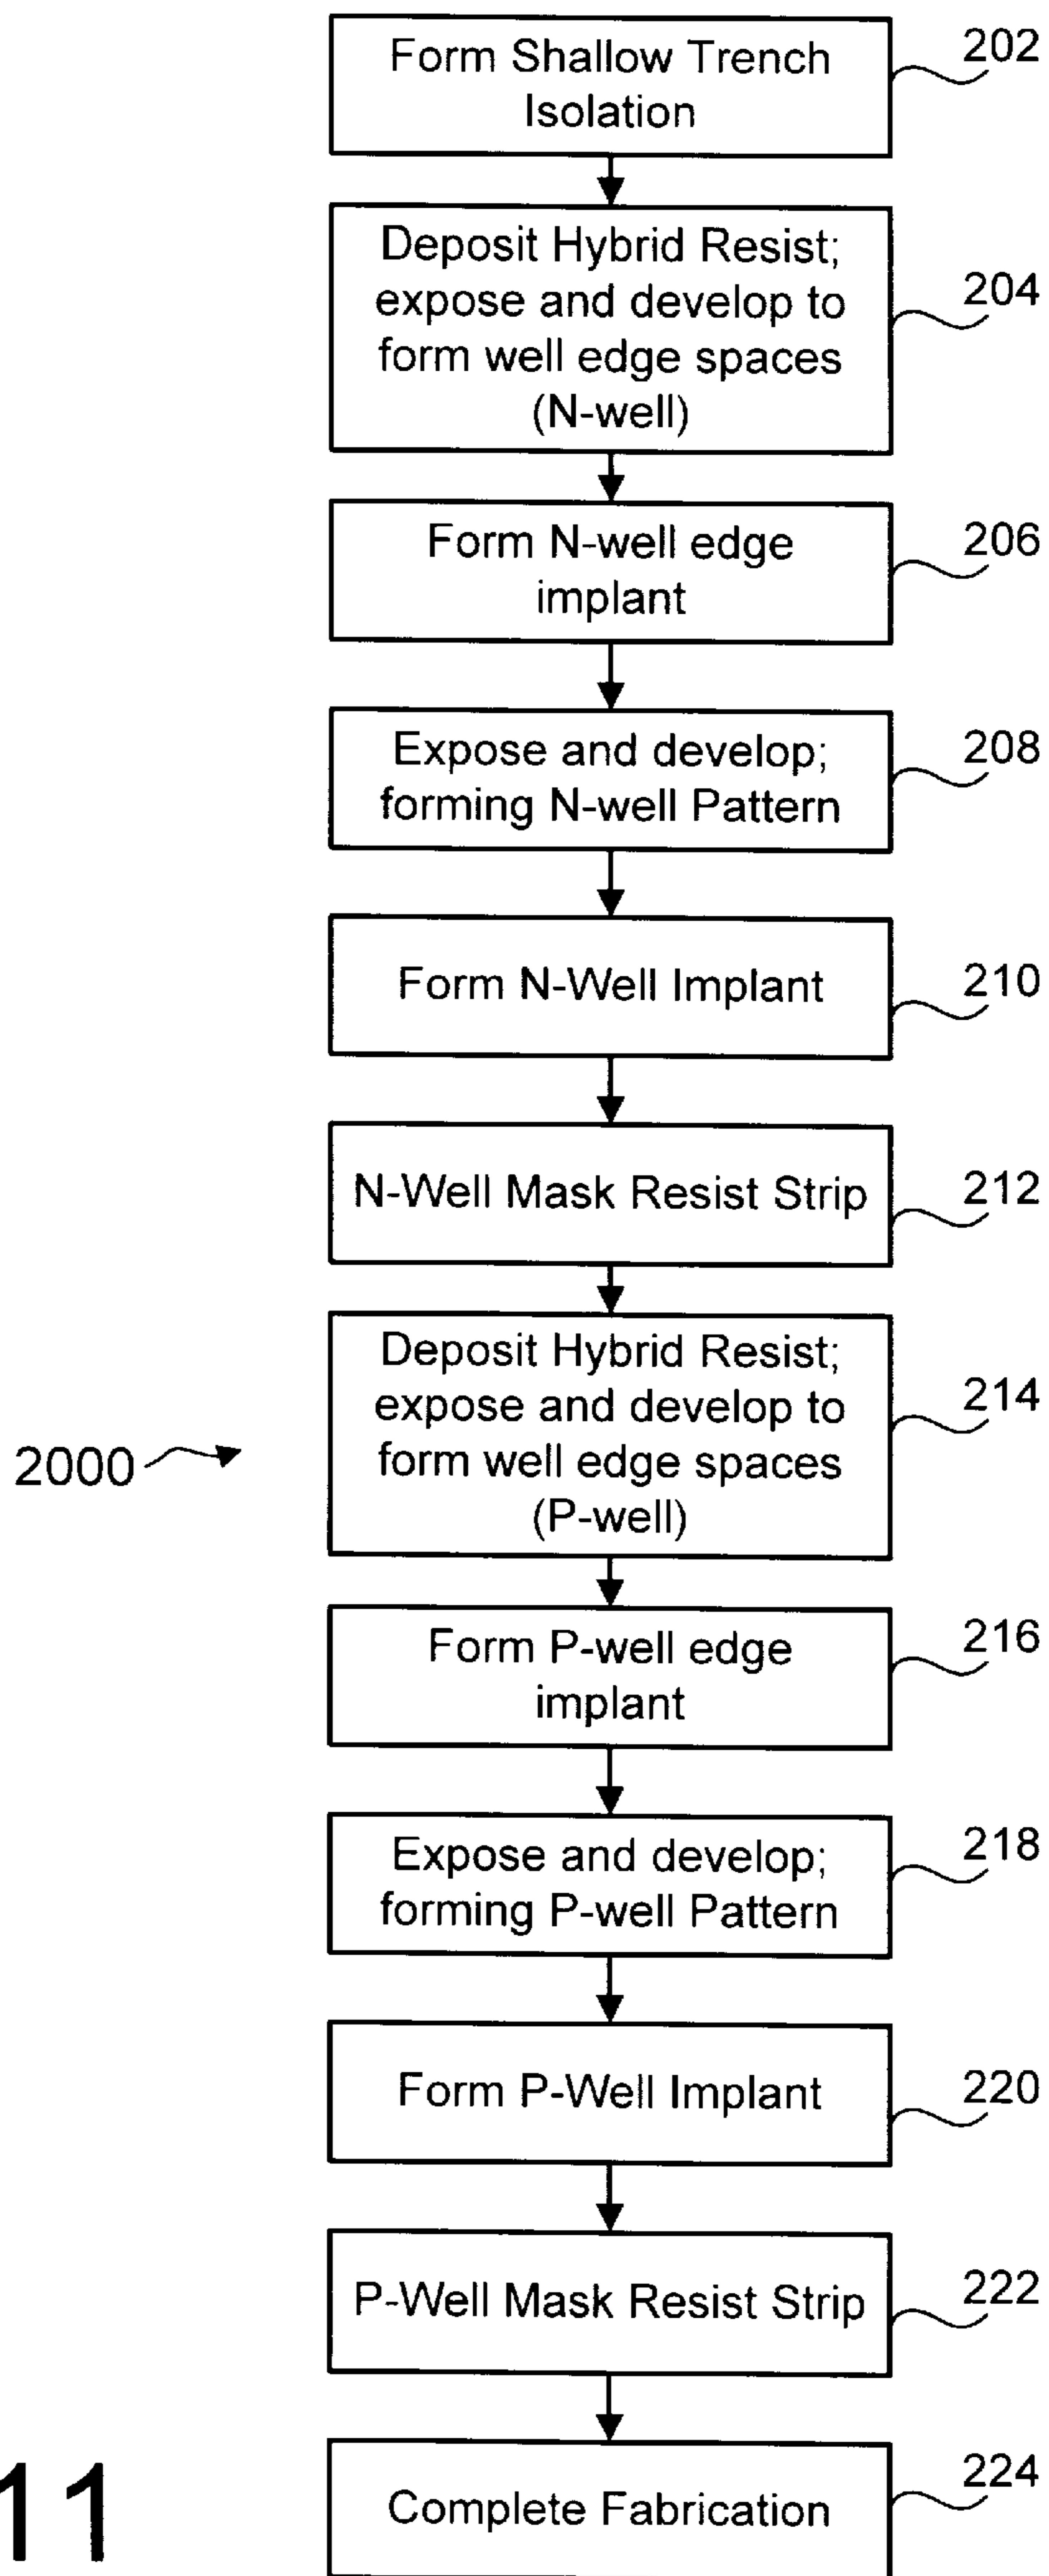 Form Shallow Trench
Isolation
202
Deposit Hybrid Resist;
expose and develop to
form well edge spaces
(N-well)
204
Form N-well edge
implant
206
Expose and develop;
forming N-well Pattern
208
Form N-Well Implant
210
N-Well Mask Resist Strip
212
Deposit Hybrid Resist;
expose and develop to
form well edge spaces
(P-well)
214
2000
Form P-well edge
implant
216
Expose and develop;
forming P-well Pattern
218
Form P-Well Implant
220
P-Well Mask Resist Strip
222
Complete Fabrication
224
11